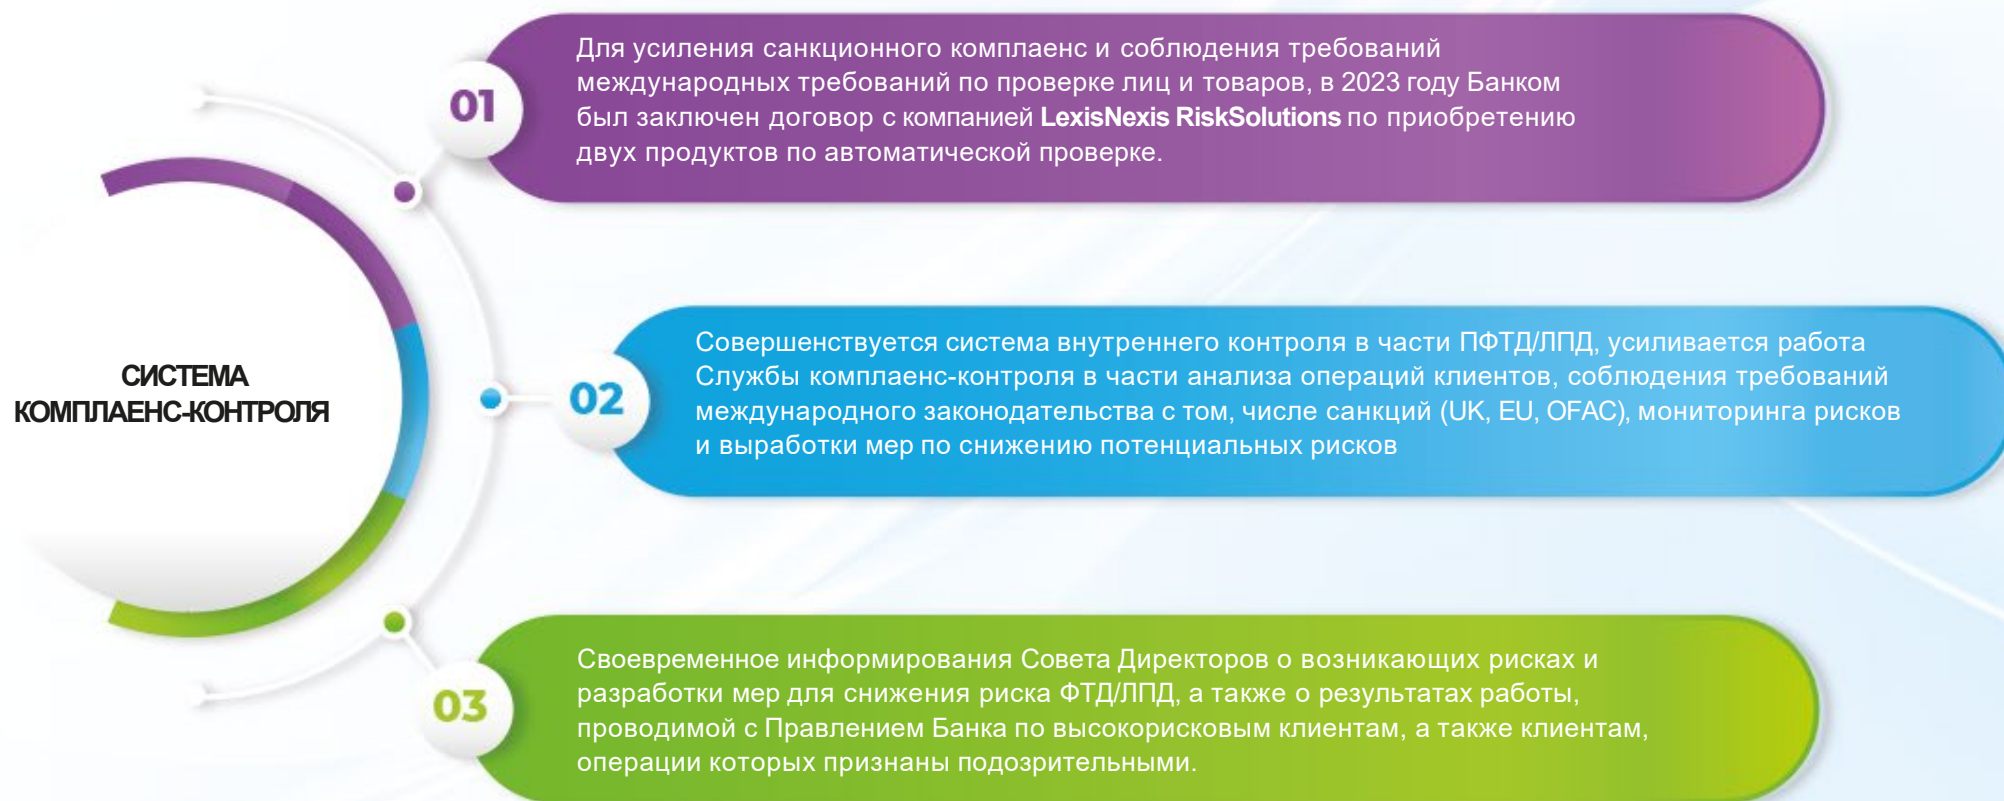 01
Для усиления санкционного комплаенс и соблюдения требований
международных требований по проверке лиц и товаров, в 2023 году Банком
был заключен договор с компанией LexisNexis RiskSolutions по приобретению
двух продуктов по автоматической проверке.
СИСТЕМА
КОМПЛАЕНС-КОНТРОЛЯ
02
Совершенствуется система внутреннего контроля в части ПФТД/ЛПД, усиливается работа
Службы комплаенс-контроля в части анализа операций клиентов, соблюдения требований
международного законодательства с том, числе санкций (UK, EU, OFAC), мониторинга рисков
и выработки мер по снижению потенциальных рисков
03
Своевременное информирования Совета Директоров о возникающих рисках и
разработки мер для снижения риска ФТД/ЛПД, а также о результатах работы,
проводимой с Правлением Банка по высокорисковым клиентам, а также клиентам,
операции которых признаны подозрительными.